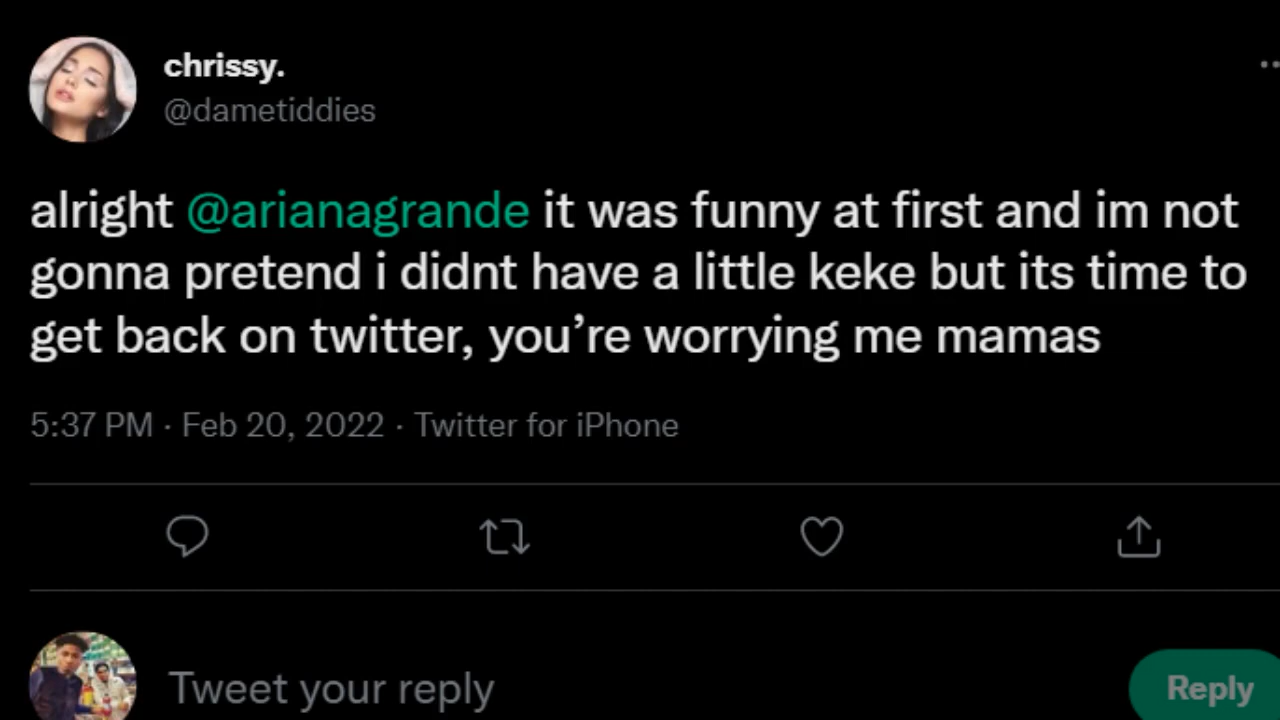 chrissy.
@dametiddies
alright @arianagrande it was funny at first and im not
gonna pretend i didnt have a little keke but its time to
get back on twitter, you’re worrying me mamas
5:37 PM · Feb 20, 2022 · Twitter for iPhone
Tweet your reply
Reply